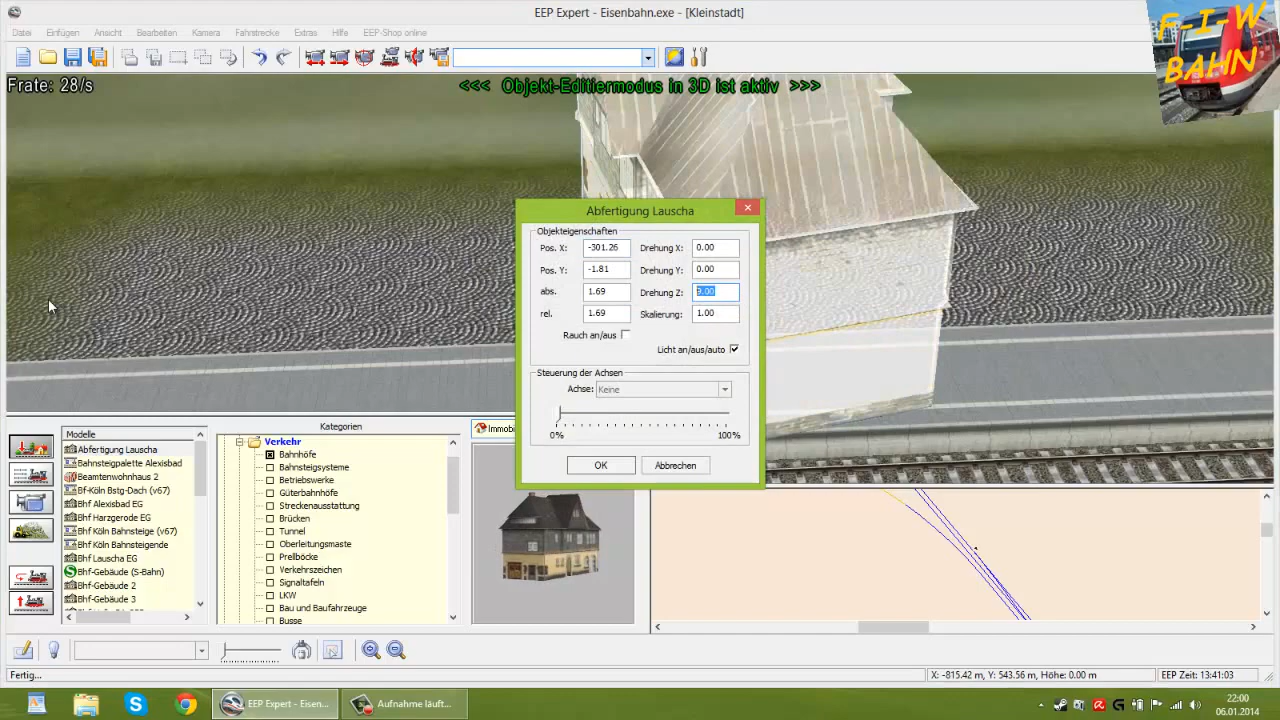 EEP Expert - Eisenbahn.exe - [Kleinstadt]
Datei Einfügen Ansicht Bearbeiten Kamera Fahrstrecke Extras Hilfe EEP-Shop online
F-I-W
BAHN
Frate: 28/s
<<< Objekt-Editiermodus in 3D ist aktiv >>>
Abfertigung Lauscha
Objekteigenschaften
Pos. X: -301.26 Drehung X: 0.00
Pos. Y: -1.81 Drehung Y: 0.00
abs. 1.69 Drehung Z: 9.00
rel. 1.69 Skalierung: 1.00
Rauch an/aus
Licht an/aus/auto
Steuerung der Achsen
Achse: Keine
0% 100%
OK Abbrechen
Modelle
Abfertigung Lauscha
Bahnsteigpalette Alexisbad
Beamtenwohnhaus 2
Bf-Köln Bstg-Dach (v67)
Bhf Alexisbad EG
Bhf Harzgerode EG
Bhf Köln Bahnsteige (v67)
Bhf Köln Bahnsteigende
Bhf Lauscha EG
Bhf-Gebäude (S-Bahn)
Bhf-Gebäude 2
Bhf-Gebäude 3
Kategorien
Verkehr
Bahnhöfe
Bahnsteigsysteme
Betriebswerke
Güterbahnhöfe
Streckenausstattung
Brücken
Tunnel
Oberleitungsmaste
Prellböcke
Verkehrszeichen
Signaltafeln
LKW
Bau und Baufahrzeuge
Busse
Immobi
Fertig... X: -815.42 m, Y: 543.56 m, Höhe: 0.00 m EEP Zeit: 13:41:03
EEP Expert - Eisen... Aufnahme läuft...
22:00
06.01.2014